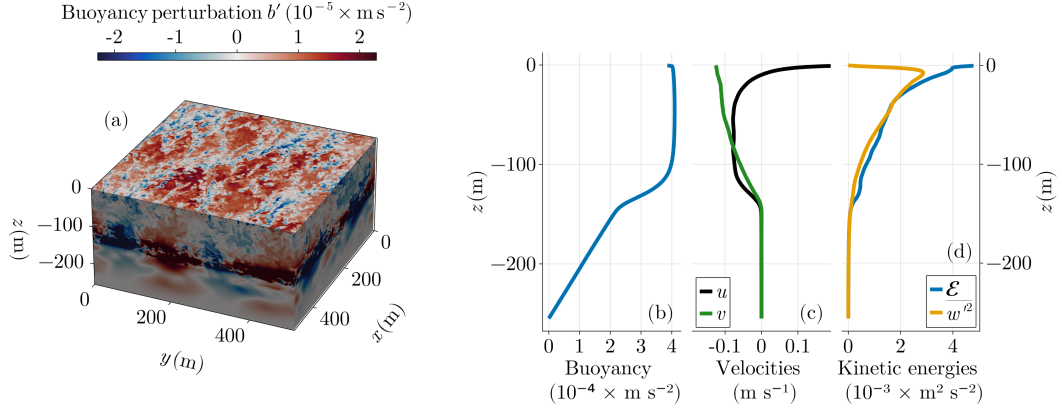 Buoyancy perturbation b′ (10⁻⁵ × m s⁻²)
-2 -1 0 1 2
(a)
0
−100
−200
z (m)
0
200
400
y (m)
0
200
400
x (m)
0
−100
−200
z (m)
(b)
0 1 2 3 4
Buoyancy
(10⁻⁴ × m s⁻²)
u
v
(c)
-0.1 0 0.1
Velocities
(m s⁻¹)
0
−100
−200
z (m)
(d)
ℰ
w′²
0 2 4
Kinetic energies
(10⁻³ × m² s⁻²)